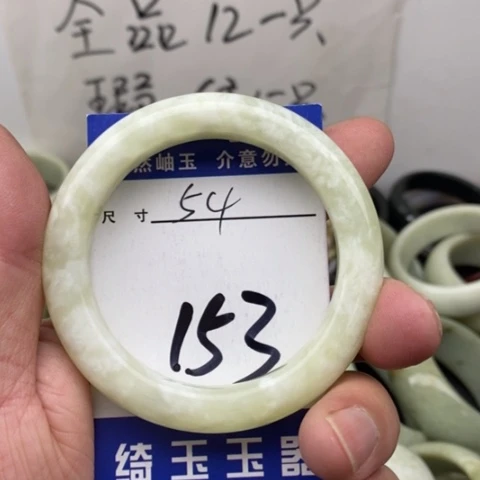 全品12一只
然岫玉 介意勿
尺寸 54
153
绮玉玉器